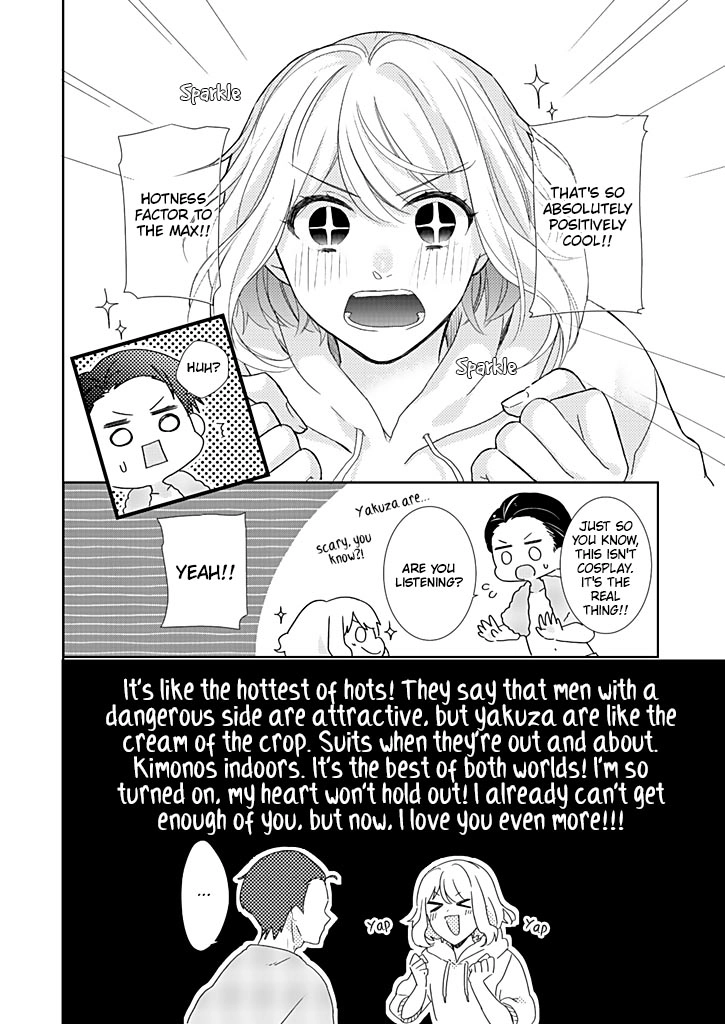 Sparkle
THAT'S SO
ABSOLUTELY
POSITIVELY
COOL!!
HOTNESS
FACTOR TO
THE MAX!!
Sparkle
HUH?
JUST SO
YOU KNOW,
THIS ISN'T
COSPLAY.
IT'S THE
REAL
THING!!
Yakuza are...
scary, you
know?!
ARE YOU
LISTENING?
YEAH!!
It's like the hottest of hots! They say that men with a
dangerous side are attractive, but yakuza are like the
cream of the crop. Suits when they're out and about.
Kimonos indoors. It's the best of both worlds! I'm so
turned on, my heart won't hold out! I already can't get
enough of you, but now, I love you even more!!!
Yap
Yap
...